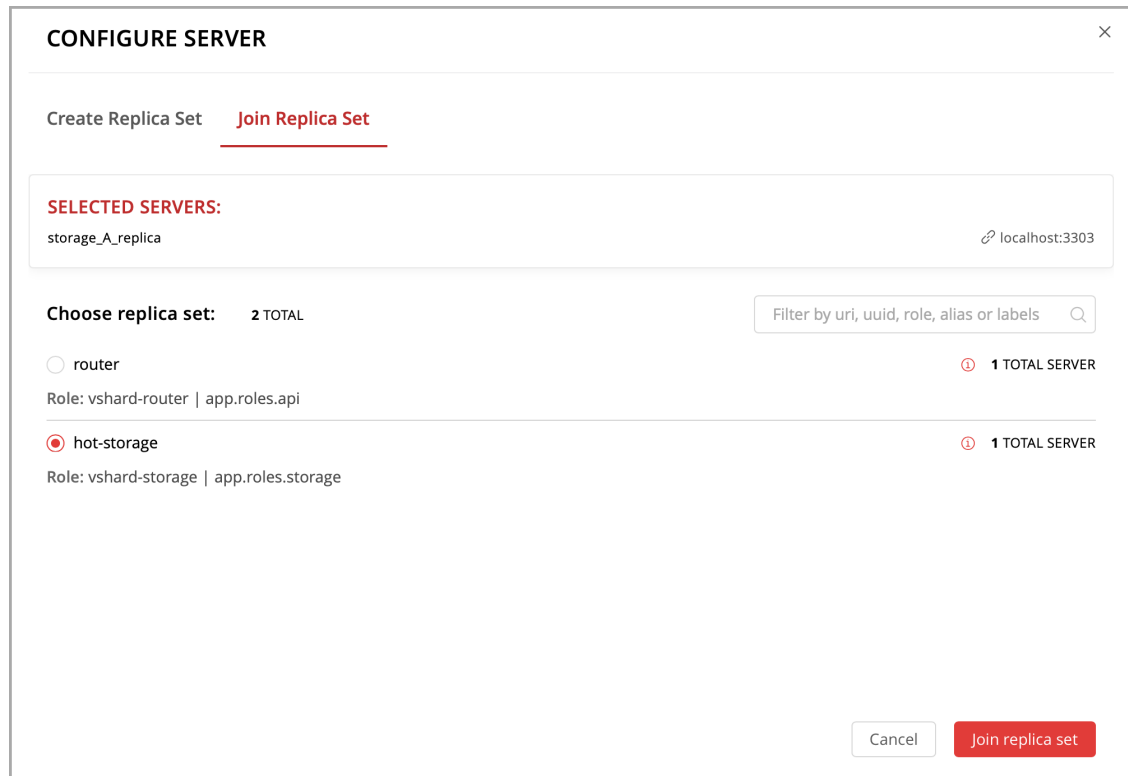 CONFIGURE SERVER
Create Replica Set Join Replica Set
SELECTED SERVERS:
storage_A_replica localhost:3303
Choose replica set: 2 TOTAL Filter by uri, uuid, role, alias or labels
router 1 TOTAL SERVER
Role: vshard-router | app.roles.api
hot-storage 1 TOTAL SERVER
Role: vshard-storage | app.roles.storage
Cancel Join replica set